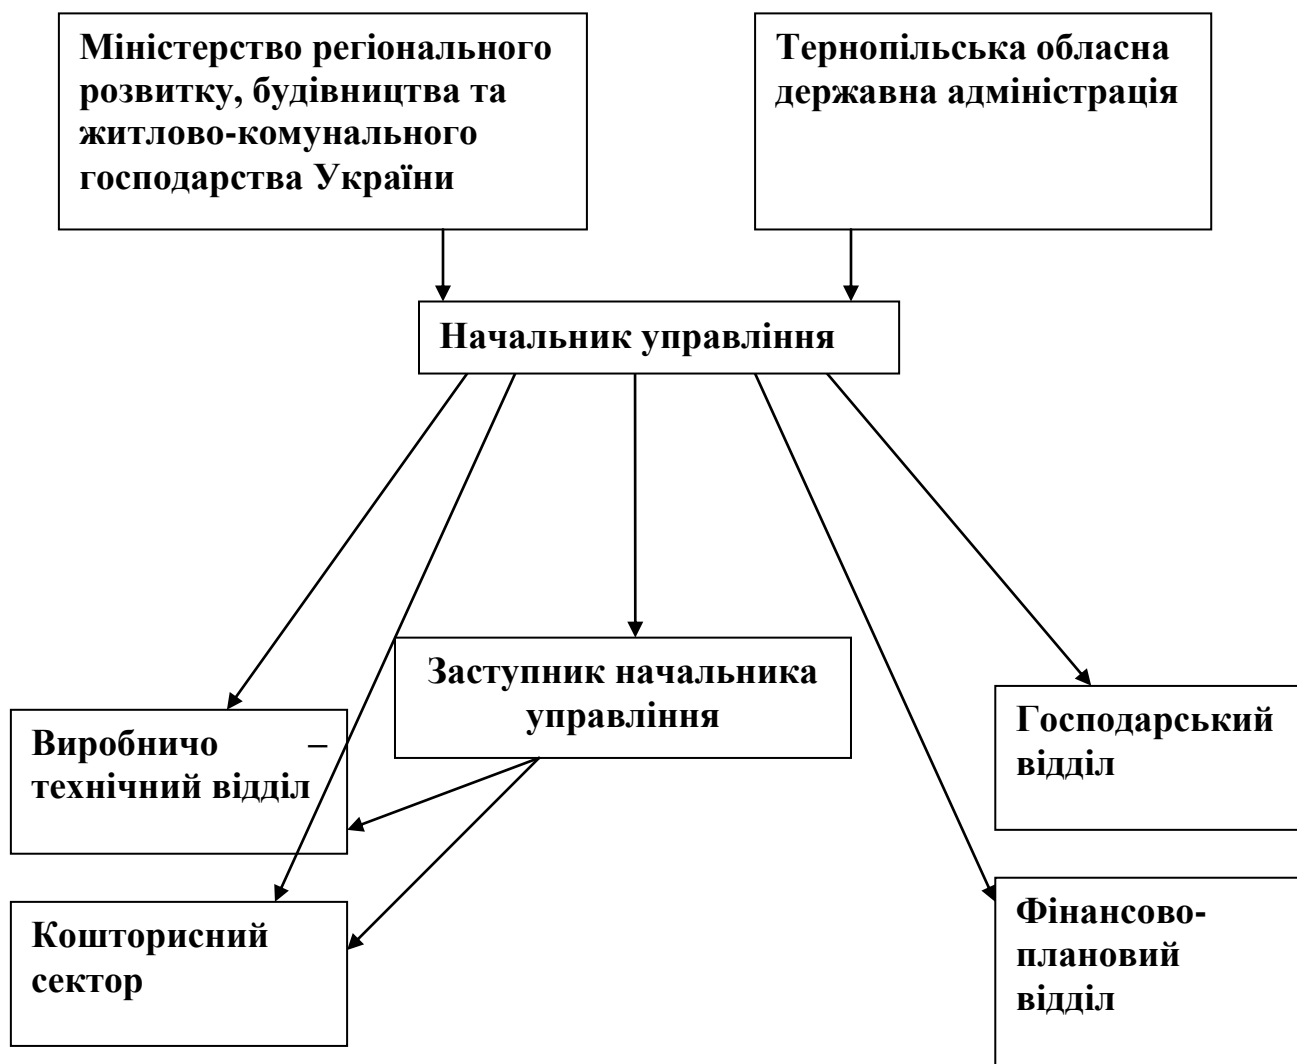 Міністерство регіонального
розвитку, будівництва та
житлово-комунального
господарства України
Тернопільська обласна
державна адміністрація
Начальник управління
Заступник начальника
управління
Виробничо –
технічний відділ
Господарський
відділ
Кошторисний
сектор
Фінансово-
плановий
відділ